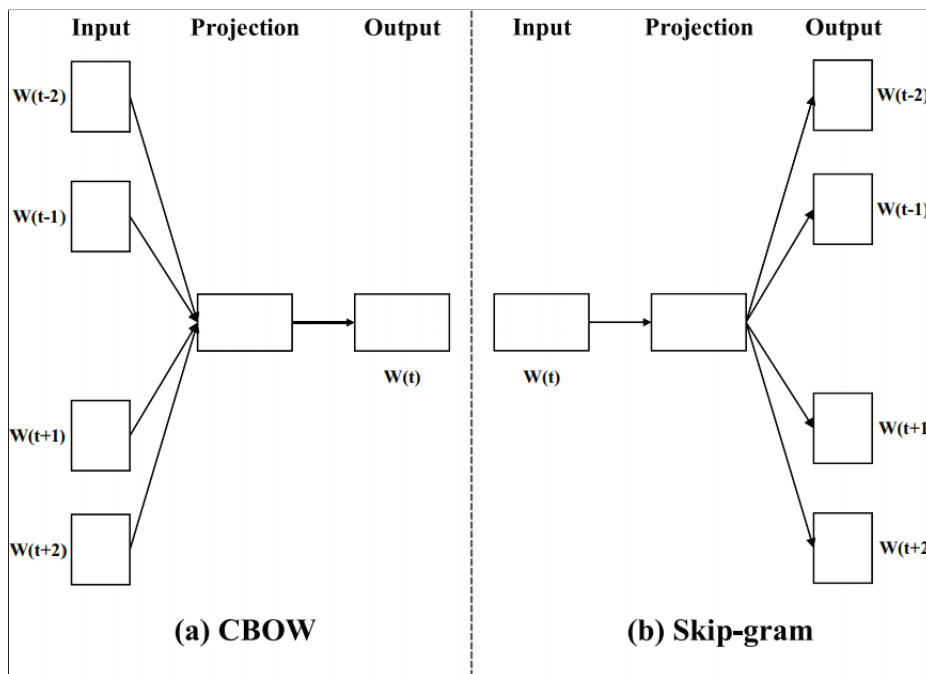 Input Projection Output
W(t-2)
W(t-1)
W(t+1)
W(t+2)
W(t)
(a) CBOW
Input Projection Output
W(t-2)
W(t-1)
W(t)
W(t+1
W(t+2
(b) Skip-gram